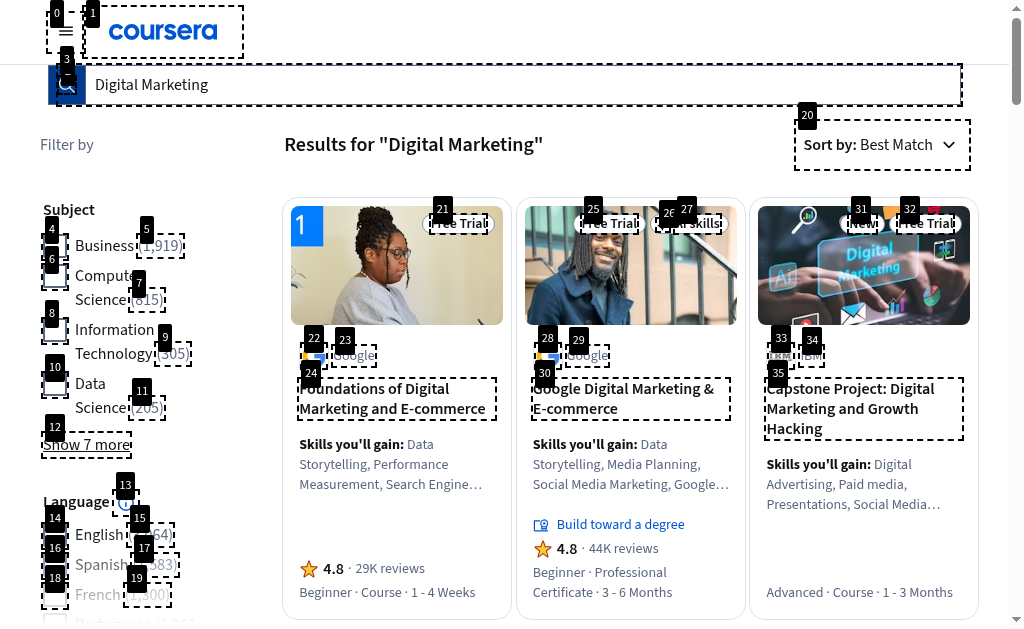 coursera
Digital Marketing
Filter by
Results for "Digital Marketing"
Sort by: Best Match
Subject
Business (1,919)
Computer
Science (815)
Information
Technology (305)
Data
Science (205)
Show 7 more
Language
English
Spanish
French (1,300)
1
Free Trial
Google
Foundations of Digital
Marketing and E-commerce
Skills you'll gain: Data
Storytelling, Performance
Measurement, Search Engine…
4.8 · 29K reviews
Beginner · Course · 1 - 4 Weeks
Free Trial
skills
Google
Google Digital Marketing &
E-commerce
Skills you'll gain: Data
Storytelling, Media Planning,
Social Media Marketing, Google…
Build toward a degree
4.8 · 44K reviews
Beginner · Professional
Certificate · 3 - 6 Months
New
Free Trial
Digital
Marketing
Ai
IBM
IBM
Capstone Project: Digital
Marketing and Growth
Hacking
Skills you'll gain: Digital
Advertising, Paid media,
Presentations, Social Media…
Advanced · Course · 1 - 3 Months
0
1
3
4
5
6
7
8
9
10
11
12
13
14
15
16
17
18
19
20
21
22
23
24
25
26
27
28
29
30
31
32
33
34
35